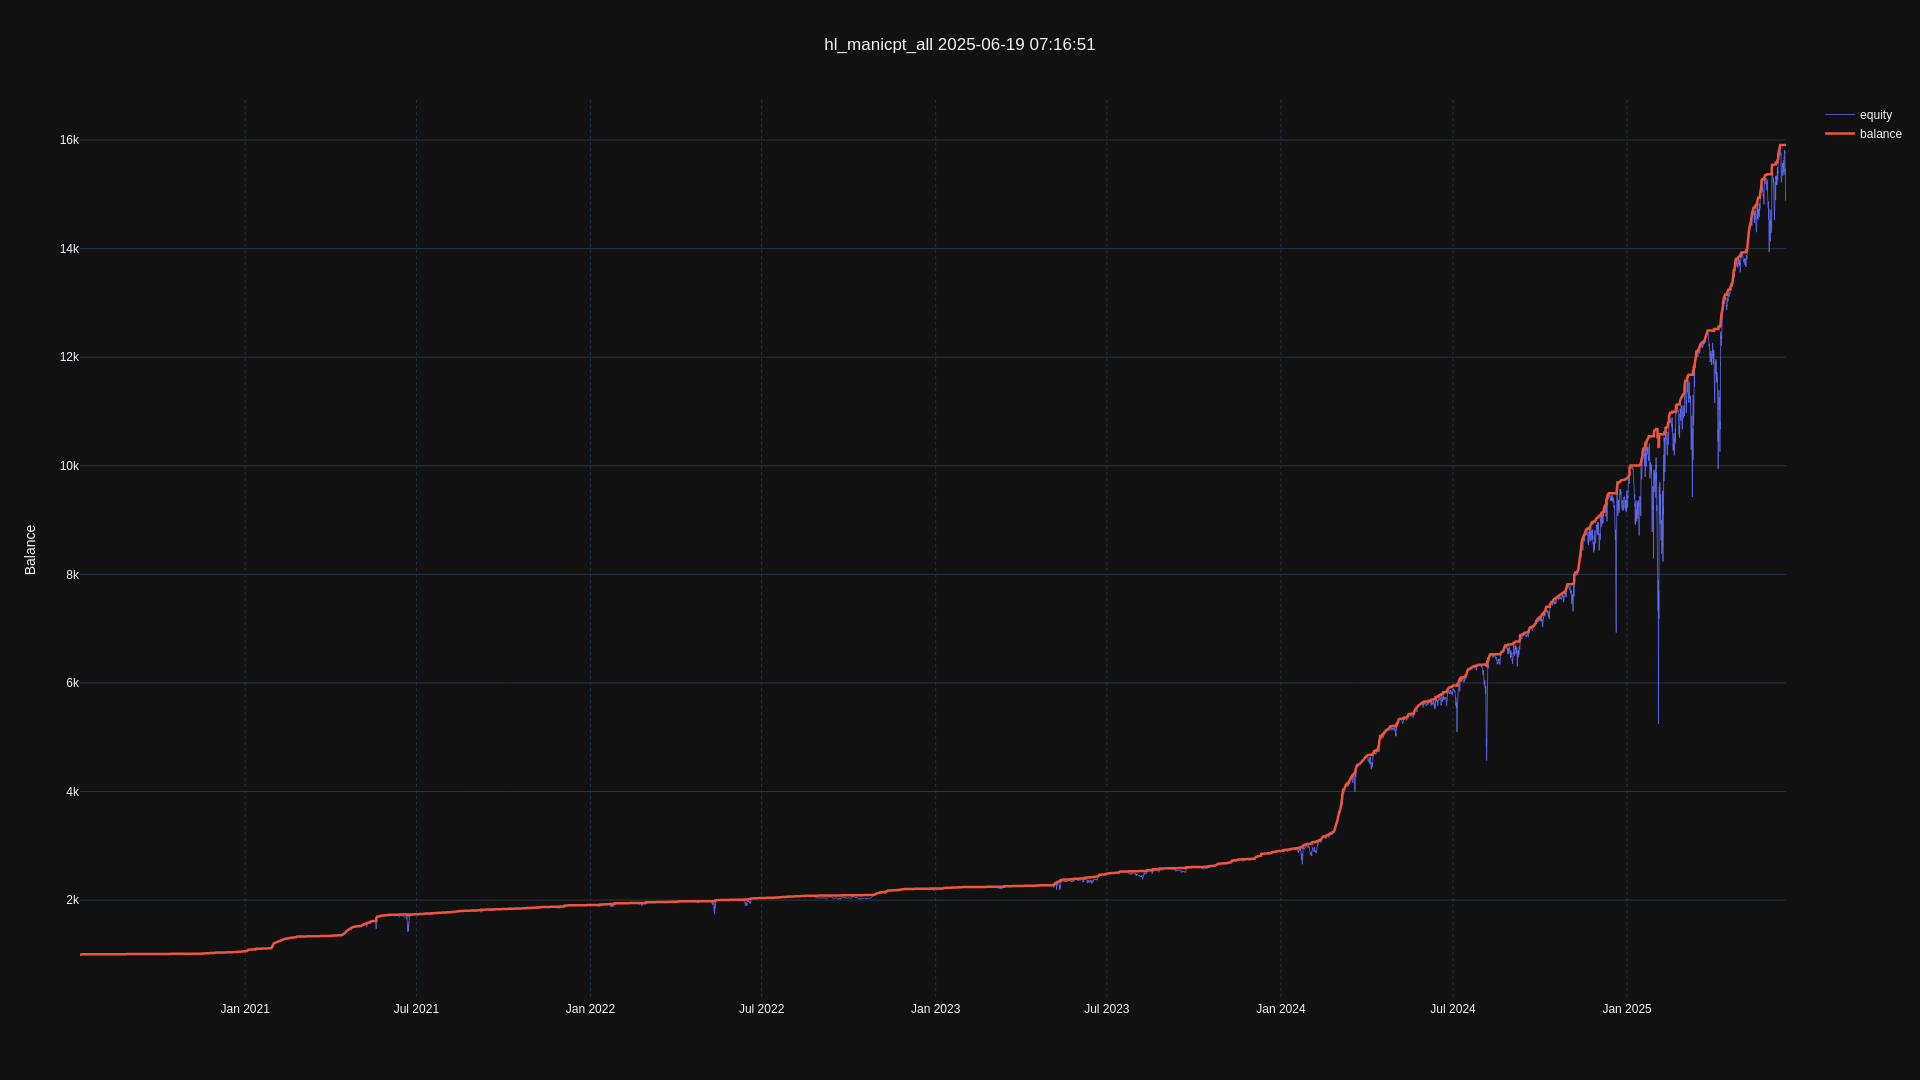 hl_manicpt_all 2025-06-19 07:16:51
equity
balance
16k
14k
12k
10k
8k
6k
4k
2k
Balance
Jan 2021
Jul 2021
Jan 2022
Jul 2022
Jan 2023
Jul 2023
Jan 2024
Jul 2024
Jan 2025